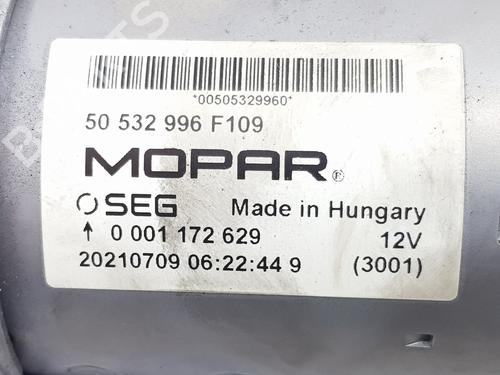 *00505329960*
50 532 996 F109
MOPAR®
SEG Made in Hungary
↑ 0 001 172 629 12V
20210709 06:22:44 9 (3001)